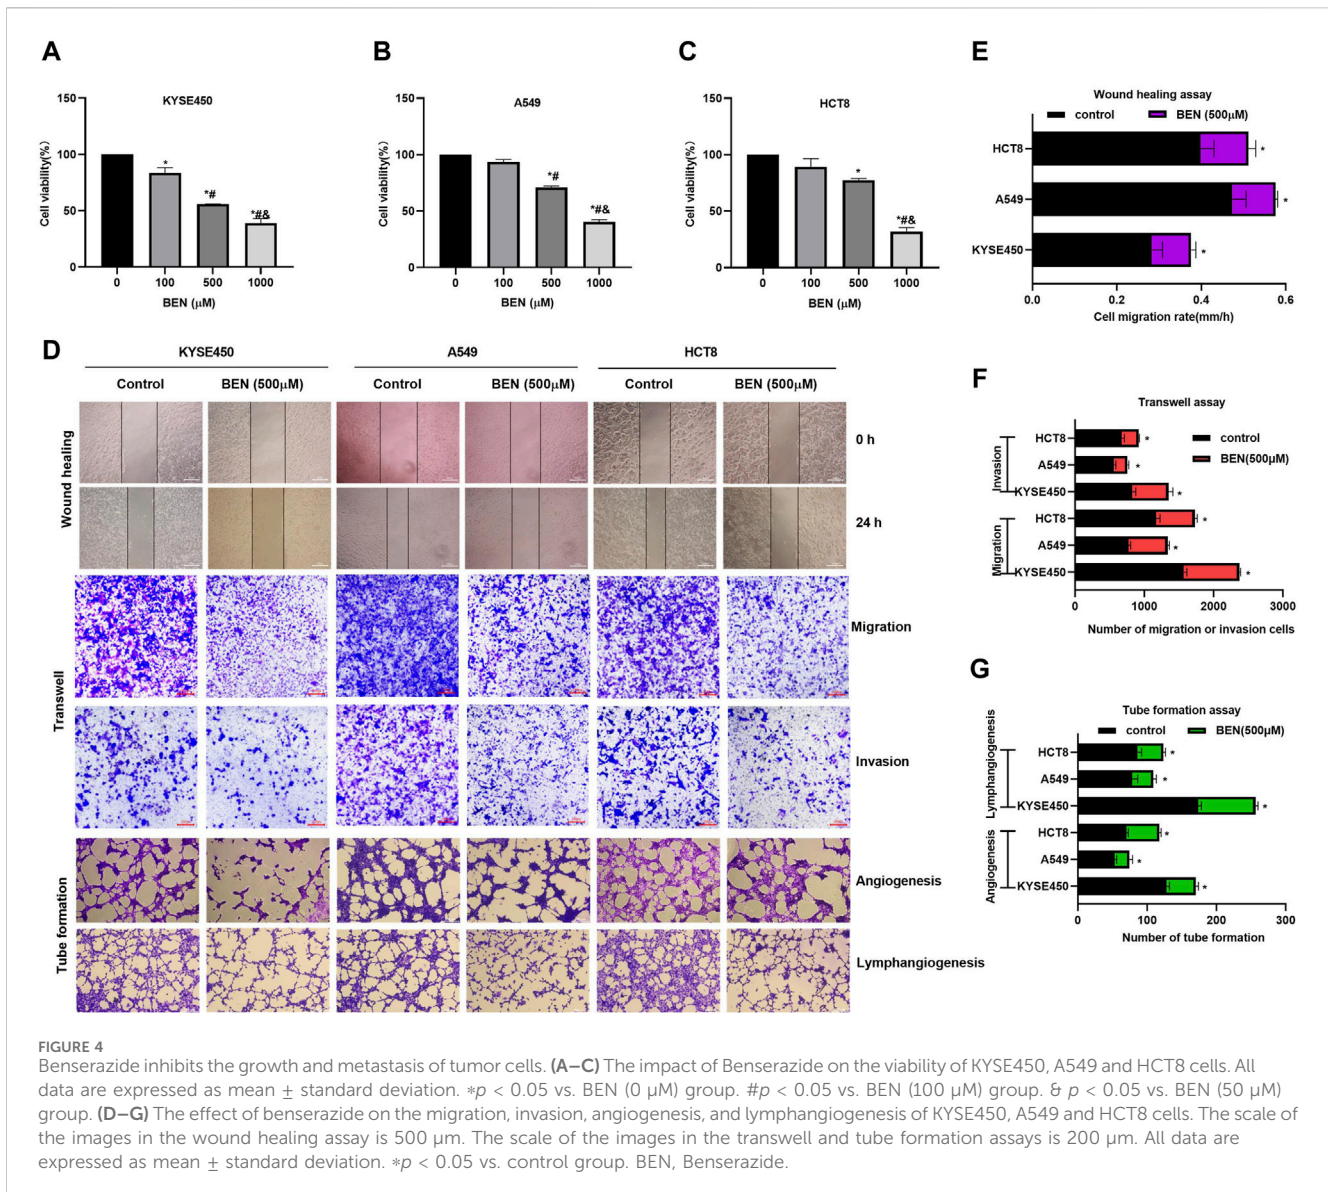 A
KYSE450
150
100
50
0
Cell viability(%)
*
*#
*#&
0 100 500 1000
BEN (μM)
B
A549
150
100
50
0
Cell viability(%)
*#
*#&
0 100 500 1000
BEN (μM)
C
HCT8
150
100
50
0
Cell viability(%)
*
*#&
0 100 500 1000
BEN (μM)
E
Wound healing assay
control BEN (500μM)
HCT8 *
A549 *
KYSE450 *
0.0 0.2 0.4 0.6
Cell migration rate(mm/h)
D
KYSE450 A549 HCT8
Control BEN (500μM) Control BEN (500μM) Control BEN (500μM)
Wound healing
0 h
24 h
Transwell
Migration
Invasion
Tube formation
Angiogenesis
Lymphangiogenesis
F
Transwell assay
control
BEN(500μM)
Invasion
HCT8 *
A549 *
KYSE450 *
Migration
HCT8 *
A549 *
KYSE450 *
0 1000 2000 3000
Number of migration or invasion cells
G
Tube formation assay
control BEN(500μM)
Lymphangiogenesis
HCT8 *
A549 *
KYSE450 *
Angiogenesis
HCT8 *
A549 *
KYSE450 *
0 100 200 300
Number of tube formation
FIGURE 4
Benserazide inhibits the growth and metastasis of tumor cells. (A–C) The impact of Benserazide on the viability of KYSE450, A549 and HCT8 cells. All
data are expressed as mean ± standard deviation. *p < 0.05 vs. BEN (0 μM) group. #p < 0.05 vs. BEN (100 μM) group. & p < 0.05 vs. BEN (50 μM)
group. (D–G) The effect of benserazide on the migration, invasion, angiogenesis, and lymphangiogenesis of KYSE450, A549 and HCT8 cells. The scale of
the images in the wound healing assay is 500 μm. The scale of the images in the transwell and tube formation assays is 200 μm. All data are
expressed as mean ± standard deviation. *p < 0.05 vs. control group. BEN, Benserazide.